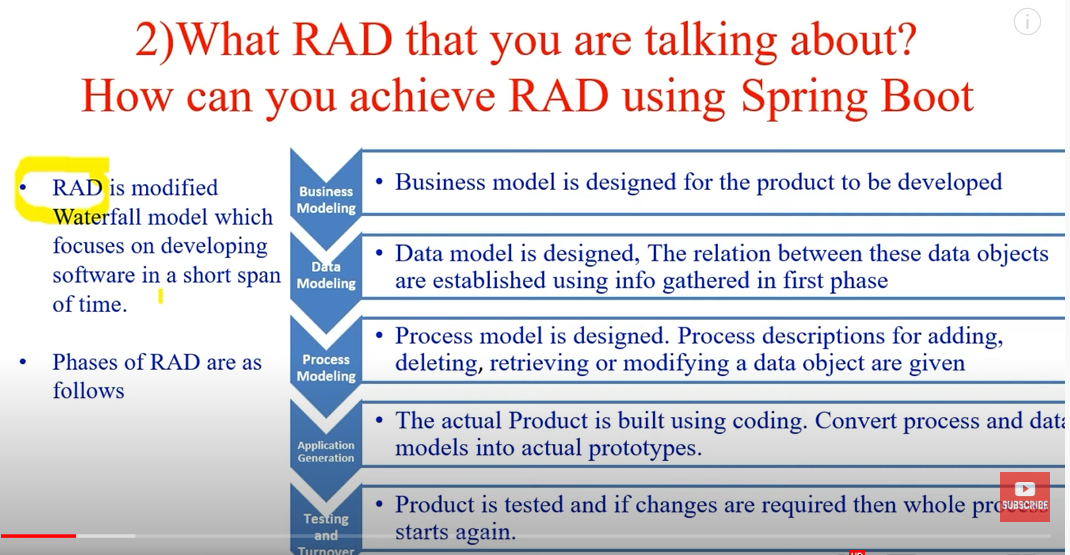 2)What RAD that you are talking about?
How can you achieve RAD using Spring Boot
• RAD is modified
Waterfall model which
focuses on developing
software in a short span
of time.
• Phases of RAD are as
follows
Business
Modeling
• Business model is designed for the product to be developed
Data
Modeling
• Data model is designed, The relation between these data objects
are established using info gathered in first phase
Process
Modeling
• Process model is designed. Process descriptions for adding,
deleting, retrieving or modifying a data object are given
Application
Generation
• The actual Product is built using coding. Convert process and data
models into actual prototypes.
Testing
and
Turnover
• Product is tested and if changes are required then whole process
starts again.
SUBSCRIBE
HD